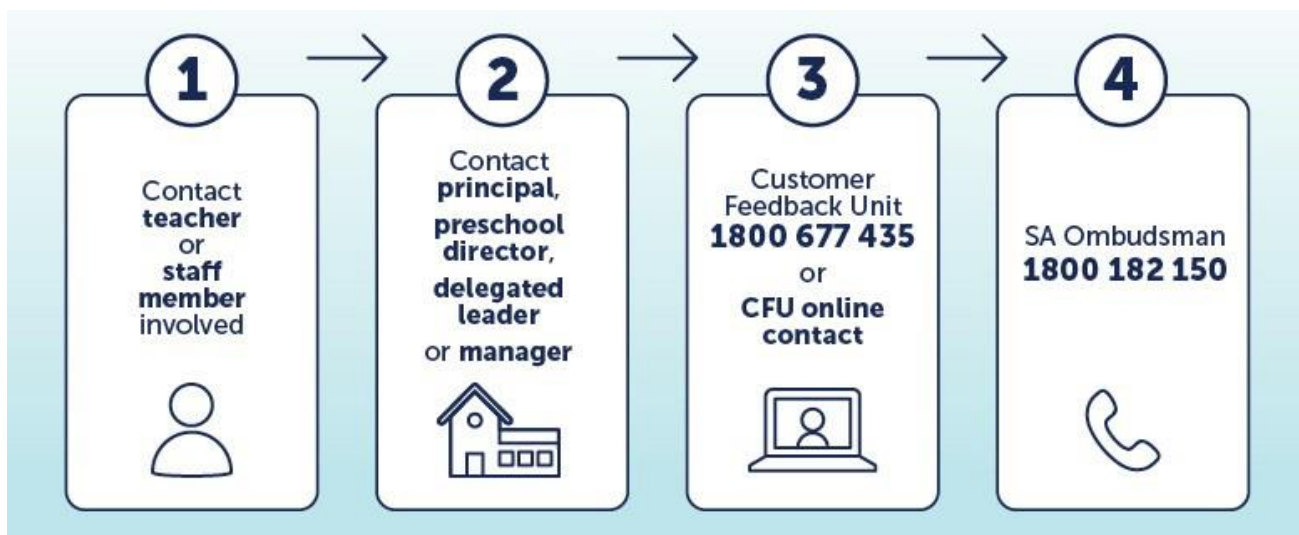 1
Contact
teacher
or
staff
member
involved
2
Contact
principal,
preschool
director,
delegated
leader
or manager
3
Customer
Feedback Unit
1800 677 435
or
CFU online
contact
4
SA Ombudsman
1800 182 150